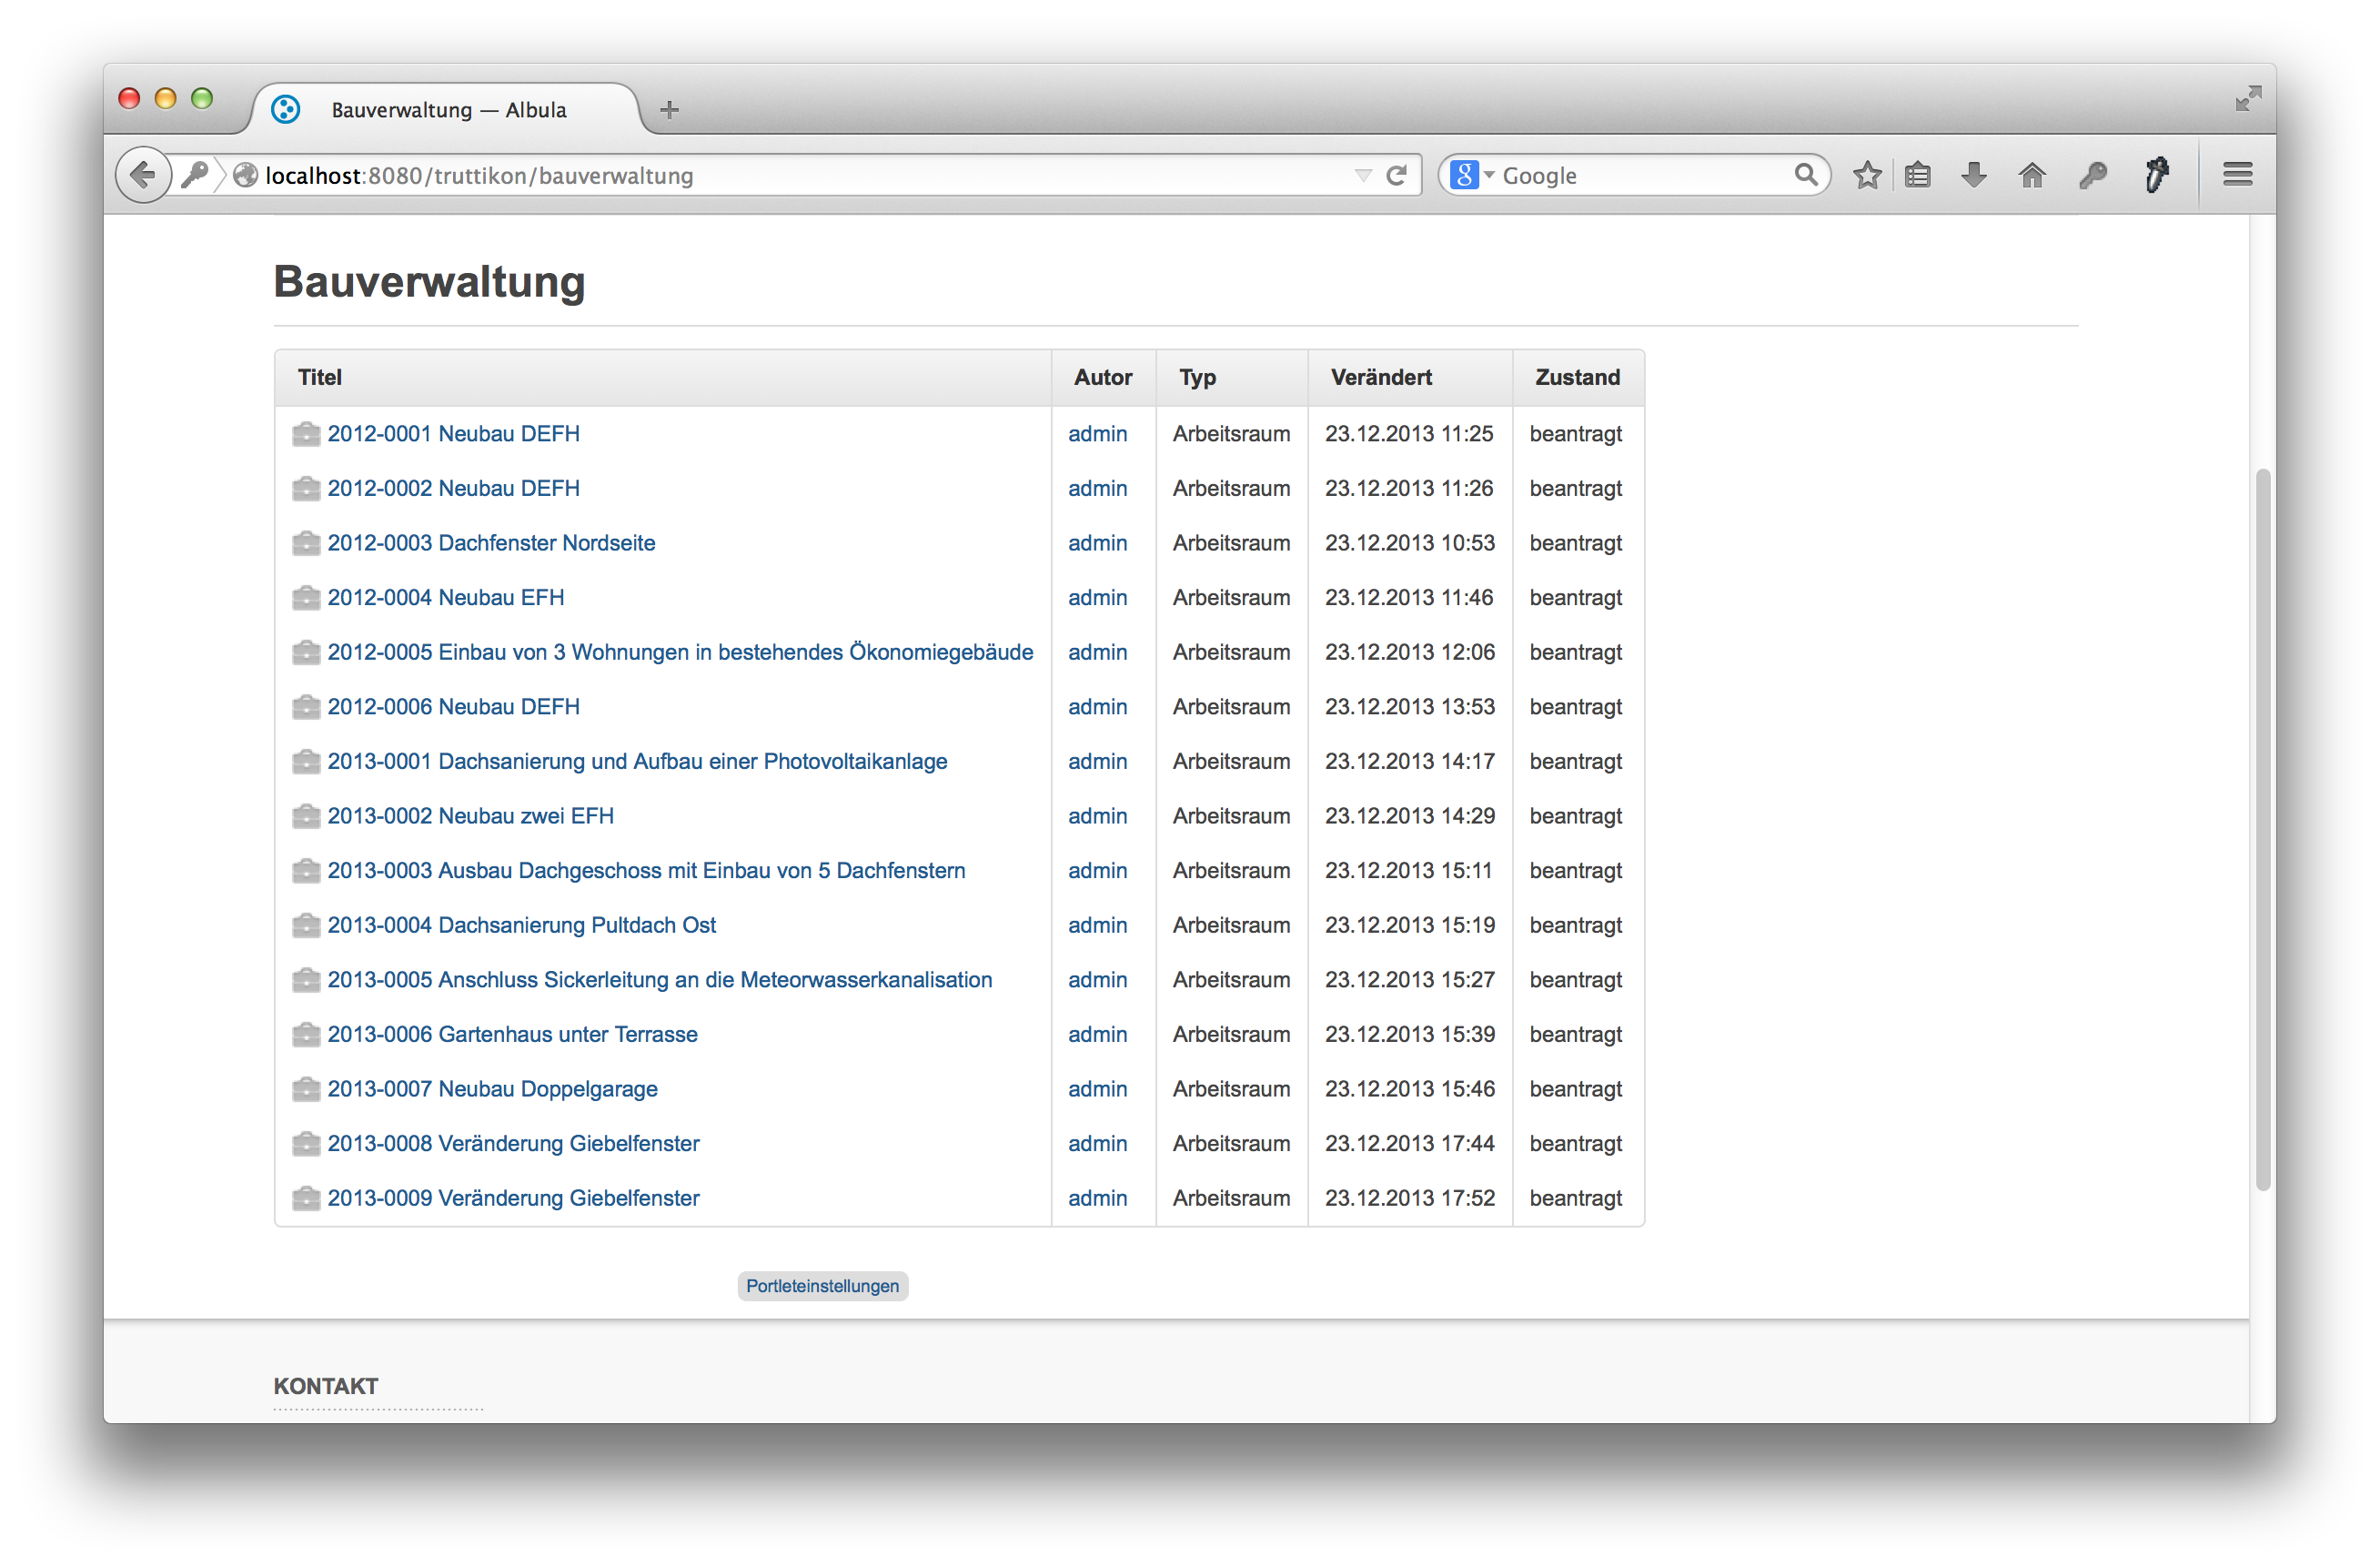 Bauverwaltung — Albula
localhost:8080/truttikon/bauverwaltung
Google
Bauverwaltung
Titel Autor Typ Verändert Zustand
2012-0001 Neubau DEFH admin Arbeitsraum 23.12.2013 11:25 beantragt
2012-0002 Neubau DEFH admin Arbeitsraum 23.12.2013 11:26 beantragt
2012-0003 Dachfenster Nordseite admin Arbeitsraum 23.12.2013 10:53 beantragt
2012-0004 Neubau EFH admin Arbeitsraum 23.12.2013 11:46 beantragt
2012-0005 Einbau von 3 Wohnungen in bestehendes Ökonomiegebäude admin Arbeitsraum 23.12.2013 12:06 beantragt
2012-0006 Neubau DEFH admin Arbeitsraum 23.12.2013 13:53 beantragt
2013-0001 Dachsanierung und Aufbau einer Photovoltaikanlage admin Arbeitsraum 23.12.2013 14:17 beantragt
2013-0002 Neubau zwei EFH admin Arbeitsraum 23.12.2013 14:29 beantragt
2013-0003 Ausbau Dachgeschoss mit Einbau von 5 Dachfenstern admin Arbeitsraum 23.12.2013 15:11 beantragt
2013-0004 Dachsanierung Pultdach Ost admin Arbeitsraum 23.12.2013 15:19 beantragt
2013-0005 Anschluss Sickerleitung an die Meteorwasserkanalisation admin Arbeitsraum 23.12.2013 15:27 beantragt
2013-0006 Gartenhaus unter Terrasse admin Arbeitsraum 23.12.2013 15:39 beantragt
2013-0007 Neubau Doppelgarage admin Arbeitsraum 23.12.2013 15:46 beantragt
2013-0008 Veränderung Giebelfenster admin Arbeitsraum 23.12.2013 17:44 beantragt
2013-0009 Veränderung Giebelfenster admin Arbeitsraum 23.12.2013 17:52 beantragt
Portleteinstellungen
KONTAKT